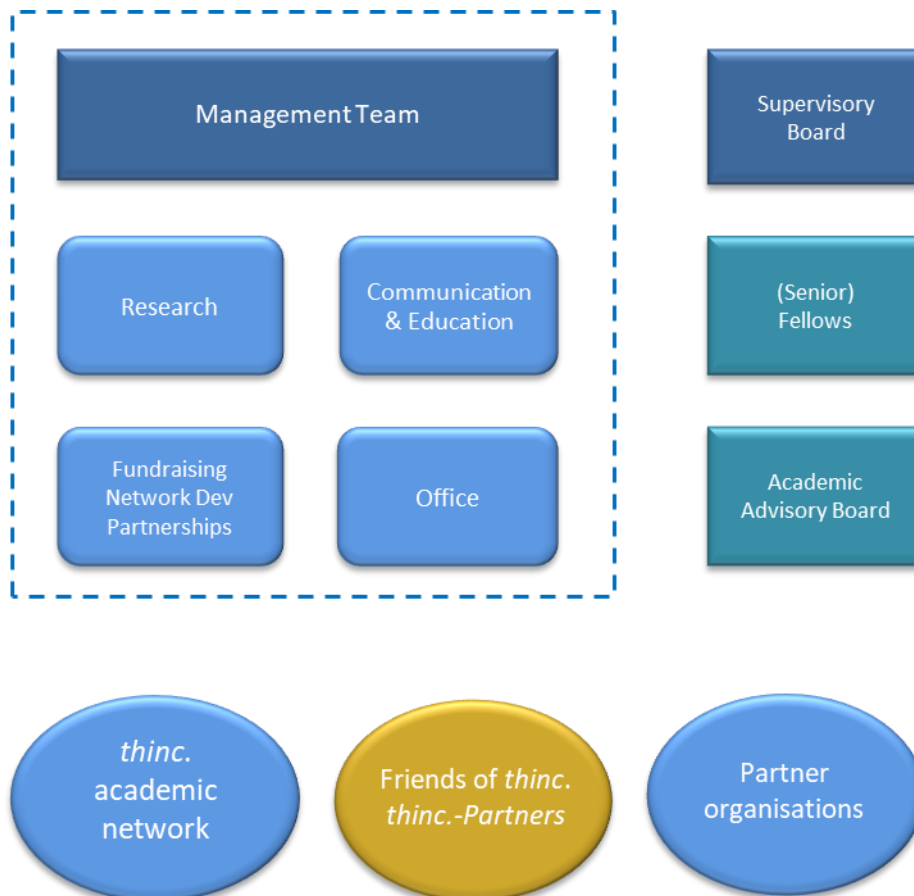 Management Team
Supervisory
Board
Research
Communication
& Education
(Senior)
Fellows
Fundraising
Network Dev
Partnerships
Office
Academic
Advisory Board
thinc.
academic
network
Friends of thinc.
thinc.-Partners
Partner
organisations